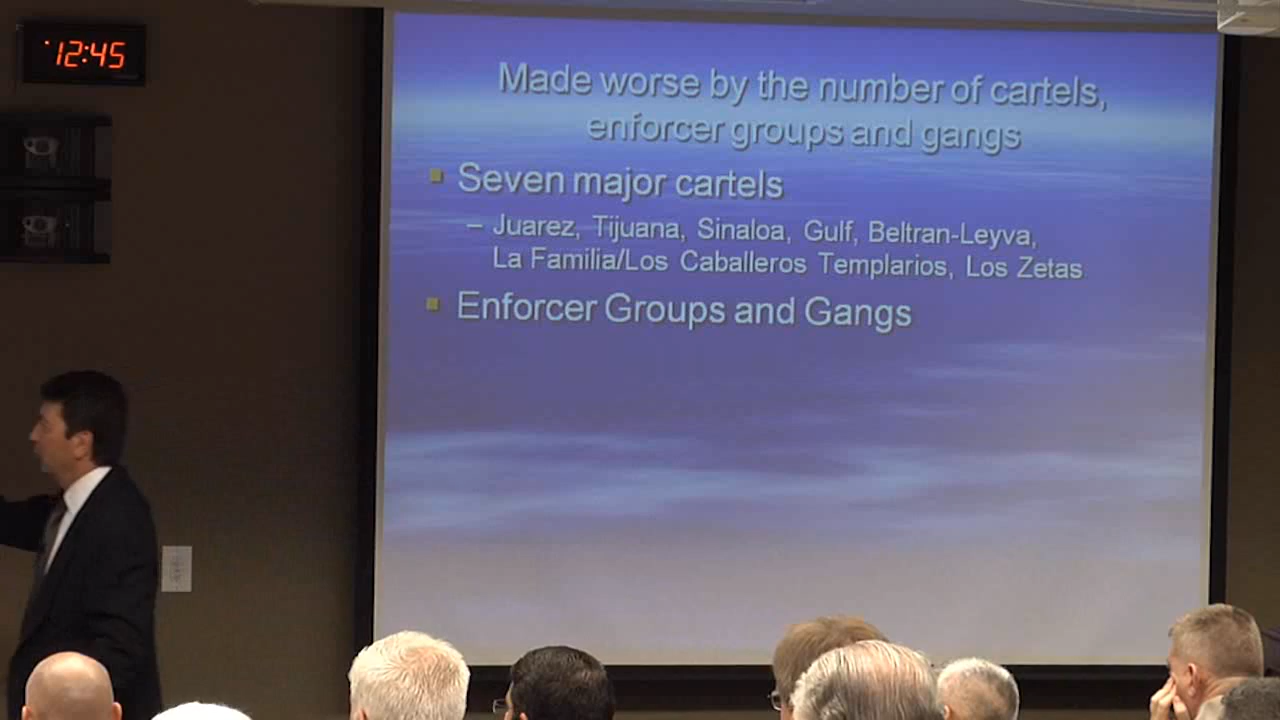 12:45
Made worse by the number of cartels,
enforcer groups and gangs
Seven major cartels
– Juarez, Tijuana, Sinaloa, Gulf, Beltran-Leyva,
La Familia/Los Caballeros Templarios, Los Zetas
Enforcer Groups and Gangs